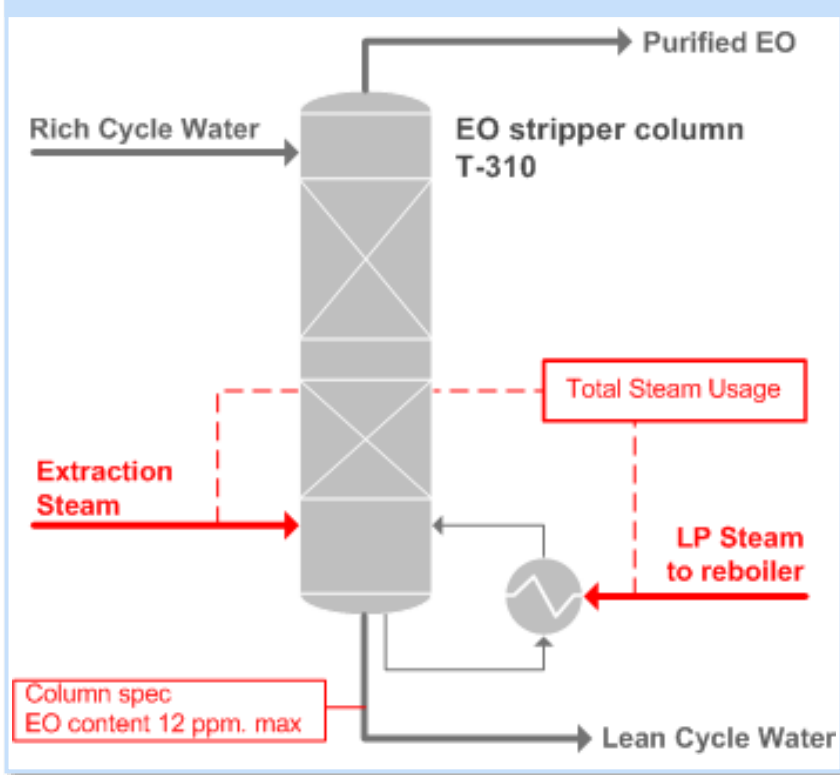 Purified EO
Rich Cycle Water
EO stripper column
T-310
Total Steam Usage
Extraction
Steam
LP Steam
to reboiler
Column spec
EO content 12 ppm. max
Lean Cycle Water